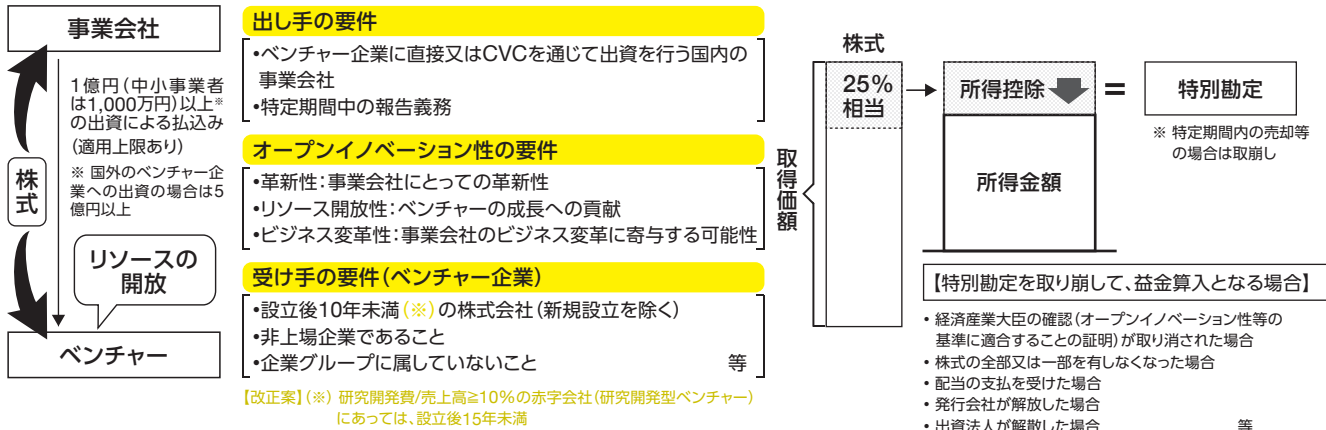 事業会社
1億円(中小事業者
は1,000万円)以上※
の出資による払込み
(適用上限あり)
※ 国外のベンチャー企
業への出資の場合は5
億円以上
株式
リソースの
開放
ベンチャー
出し手の要件
•ベンチャー企業に直接又はCVCを通じて出資を行う国内の
事業会社
•特定期間中の報告義務
オープンイノベーション性の要件
•革新性:事業会社にとっての革新性
•リソース開放性:ベンチャーの成長への貢献
•ビジネス変革性:事業会社のビジネス変革に寄与する可能性
受け手の要件(ベンチャー企業)
•設立後10年未満(※)の株式会社(新規設立を除く)
•非上場企業であること
•企業グループに属していないこと 等
【改正案】(※) 研究開発費/売上高≧10%の赤字会社(研究開発型ベンチャー)
にあっては、設立後15年未満
取得価額
株式
25%
相当
所得控除
=
特別勘定
※ 特定期間内の売却等
の場合は取崩し
所得金額
【特別勘定を取り崩して、益金算入となる場合】
• 経済産業大臣の確認(オープンイノベーション性等の
基準に適合することの証明)が取り消された場合
• 株式の全部又は一部を有しなくなった場合
• 配当の支払を受けた場合
• 発行会社が解放した場合
• 出資法人が解散した場合 等